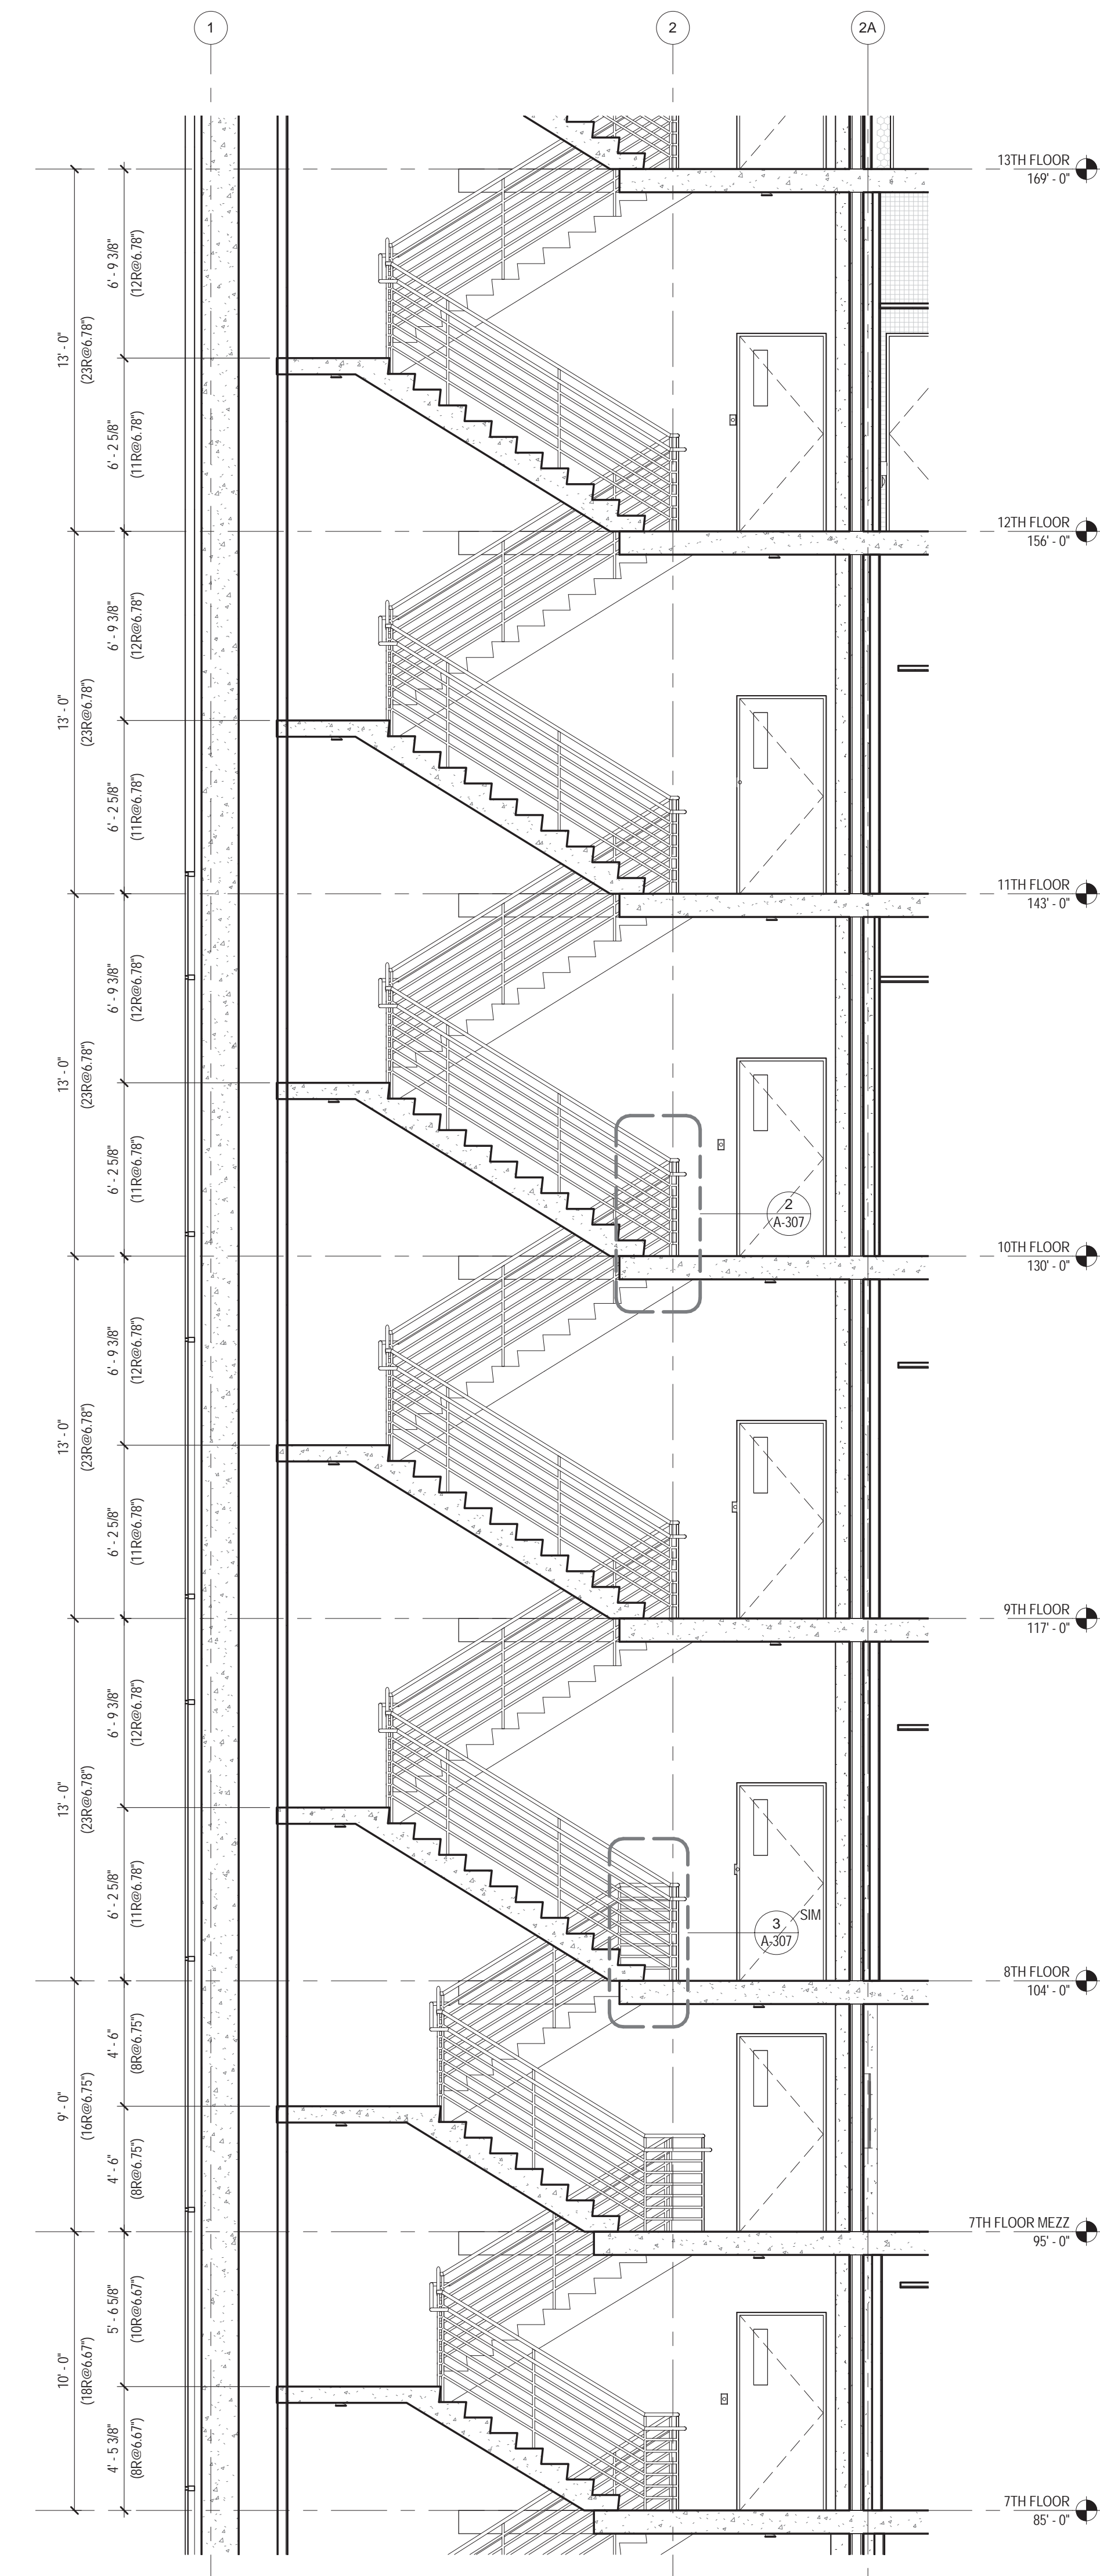 1
2
2A
13TH FLOOR
169' - 0"
6' - 9 3/8"
(12R@6.78")
13' - 0"
(23R@6.78")
6' - 2 5/8"
(11R@6.78")
12TH FLOOR
156' - 0"
6' - 9 3/8"
(12R@6.78")
13' - 0"
(23R@6.78")
6' - 2 5/8"
(11R@6.78")
11TH FLOOR
143' - 0"
6' - 9 3/8"
(12R@6.78")
13' - 0"
(23R@6.78")
6' - 2 5/8"
(11R@6.78")
2
A-307
10TH FLOOR
130' - 0"
6' - 9 3/8"
(12R@6.78")
13' - 0"
(23R@6.78")
6' - 2 5/8"
(11R@6.78")
9TH FLOOR
117' - 0"
6' - 9 3/8"
(12R@6.78")
13' - 0"
(23R@6.78")
6' - 2 5/8"
(11R@6.78")
SIM
3
A-307
8TH FLOOR
104' - 0"
4' - 6"
(8R@6.75")
9' - 0"
(16R@6.75")
4' - 6"
(8R@6.75")
7TH FLOOR MEZZ
95' - 0"
5' - 6 5/8"
(10R@6.67")
10' - 0"
(18R@6.67")
4' - 5 3/8"
(8R@6.67")
7TH FLOOR
85' - 0"